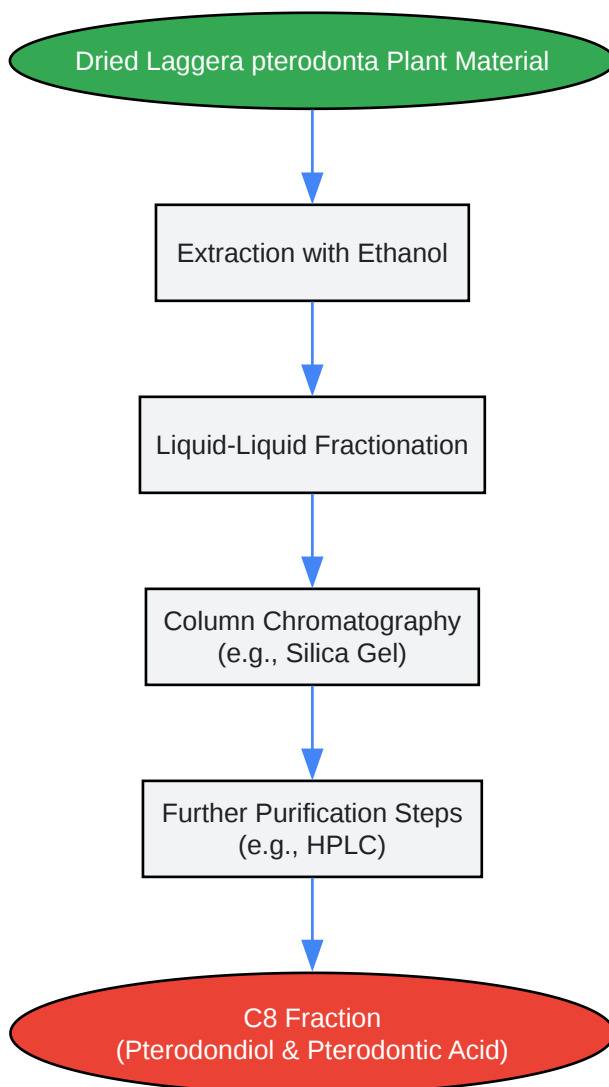 Dried Laggera pterodonta Plant Material
Extraction with Ethanol
Liquid-Liquid Fractionation
Column Chromatography
(e.g., Silica Gel)
Further Purification Steps
(e.g., HPLC)
C8 Fraction
(Pterodondiol & Pterodontic Acid)